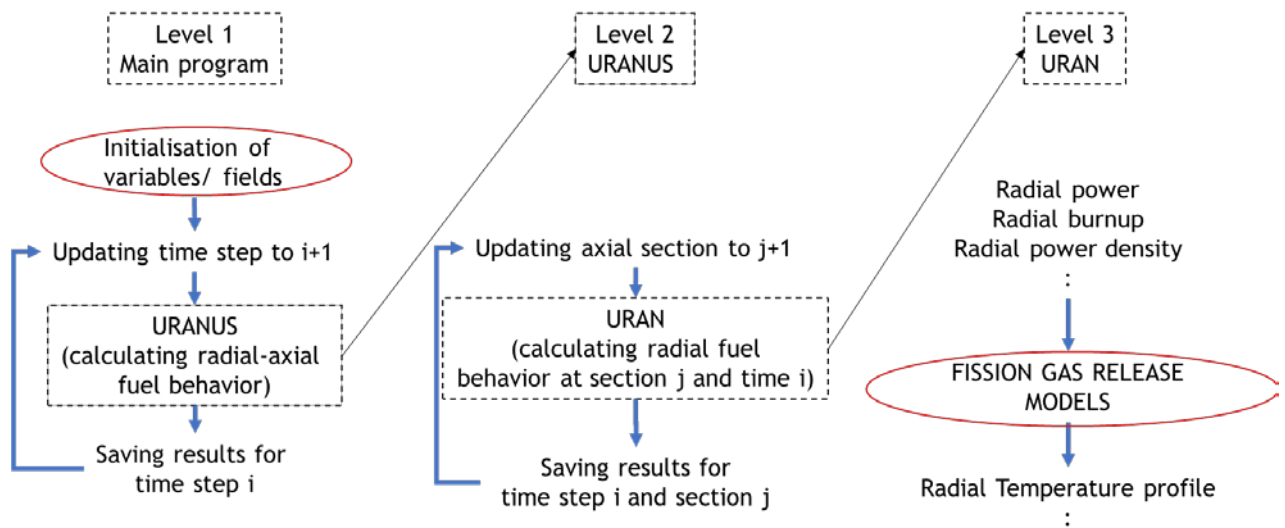 Level 1
Main program
Initialisation of
variables/ fields
Updating time step to i+1
URANUS
(calculating radial-axial
fuel behavior)
Saving results for
time step i
Level 2
URANUS
Updating axial section to j+1
URAN
(calculating radial fuel
behavior at section j and time i)
Saving results for
time step i and section j
Level 3
URAN
Radial power
Radial burnup
Radial power density
:
FISSION GAS RELEASE
MODELS
Radial Temperature profile
: